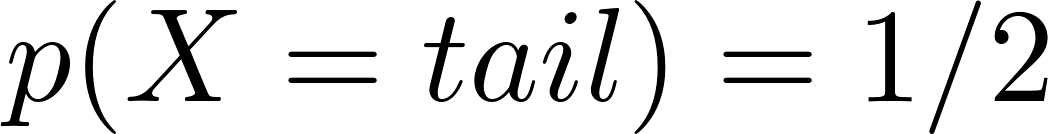 p(X = tail) = 1/2